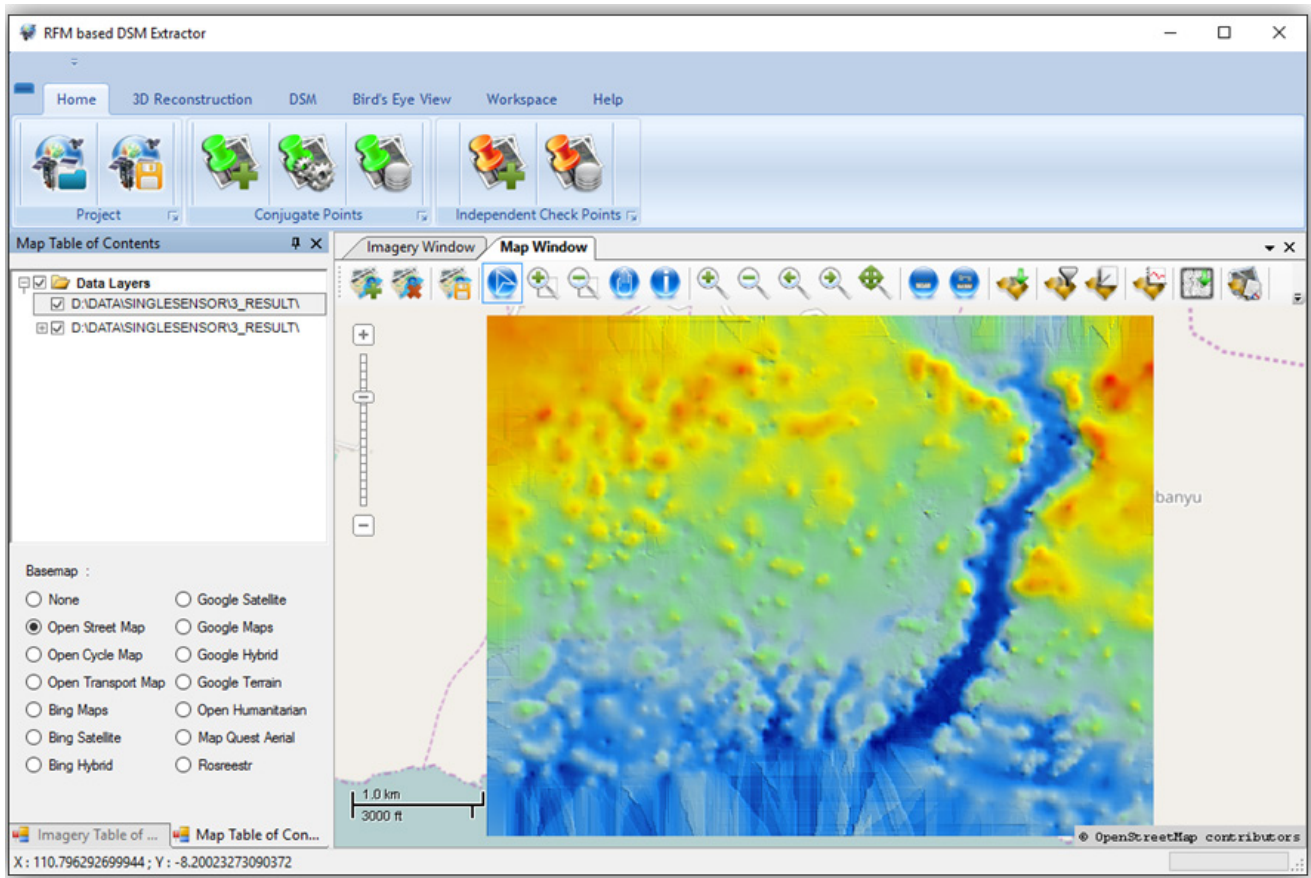 RFM based DSM Extractor
Home 3D Reconstruction DSM Bird's Eye View Workspace Help
Project Conjugate Points Independent Check Points
Map Table of Contents
Imagery Window Map Window
Data Layers
D:\DATA\SINGLESENSOR\3_RESULT\
D:\DATA\SINGLESENSOR\3_RESULT\
banyu
Basemap :
None Google Satellite
Open Street Map Google Maps
Open Cycle Map Google Hybrid
Open Transport Map Google Terrain
Bing Maps Open Humanitarian
Bing Satellite Map Quest Aerial
Bing Hybrid Rosreestr
1.0 km
3000 ft
Imagery Table of ... Map Table of Con...
© OpenStreetMap contributors
X : 110.796292699944 ; Y : -8.20023273090372